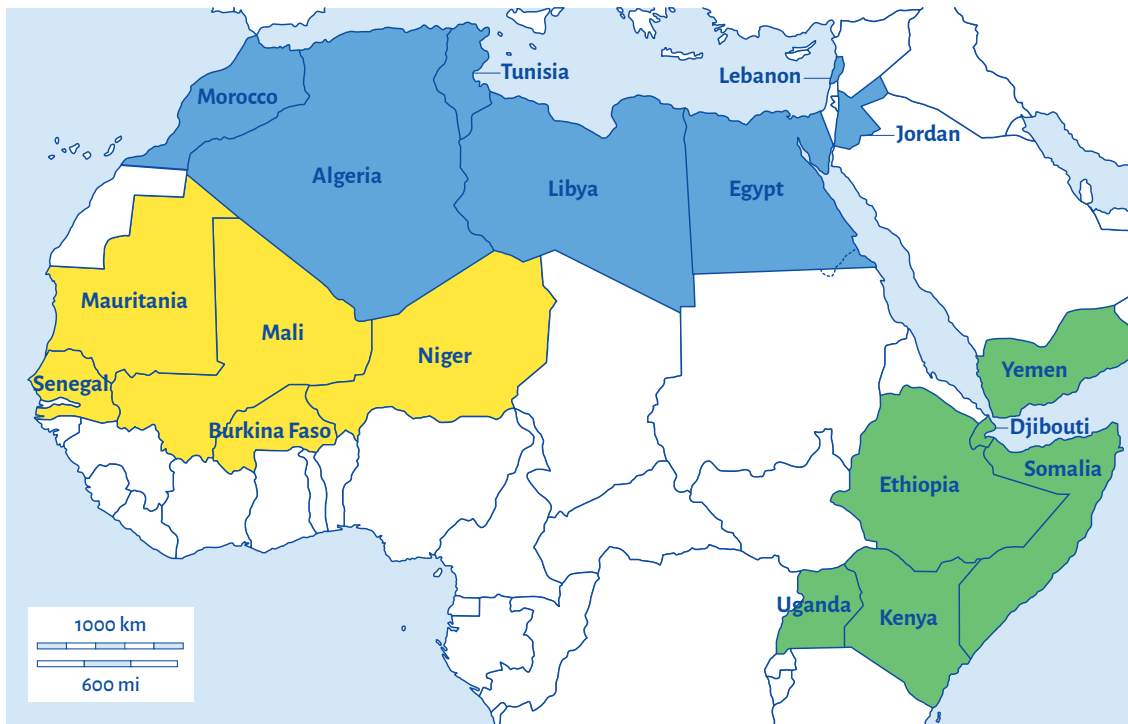 Tunisia
Lebanon
Morocco
Jordan
Algeria
Libya
Egypt
Mauritania
Mali
Niger
Senegal
Yemen
Burkina Faso
Djibouti
Somalia
Ethiopia
Uganda
Kenya
1000 km
600 mi